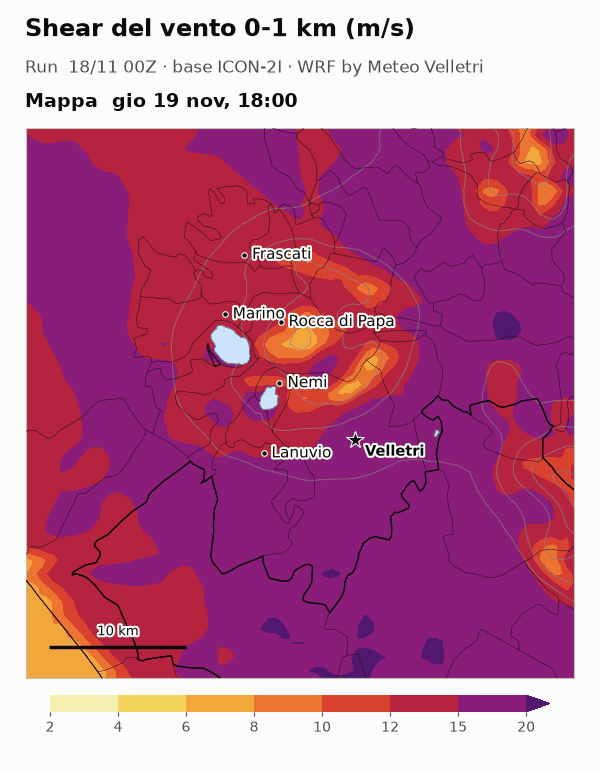 Shear del vento 0-1 km (m/s)
Run  18/11 00Z · base ICON-2I · WRF by Meteo Velletri
Mappa  gio 19 nov, 18:00
Frascati
Marino
Rocca di Papa
Nemi
Velletri
Lanuvio
10 km
2 4 6 8 10 12 15 20